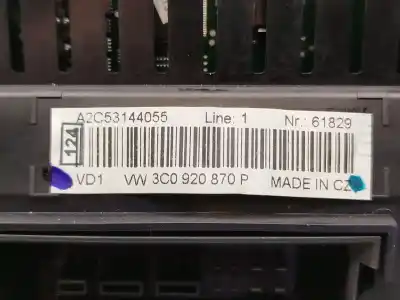 A2C53144055 Line: 1 Nr.: 61829
124
VD1 VW 3C0 920 870 P MADE IN CZ